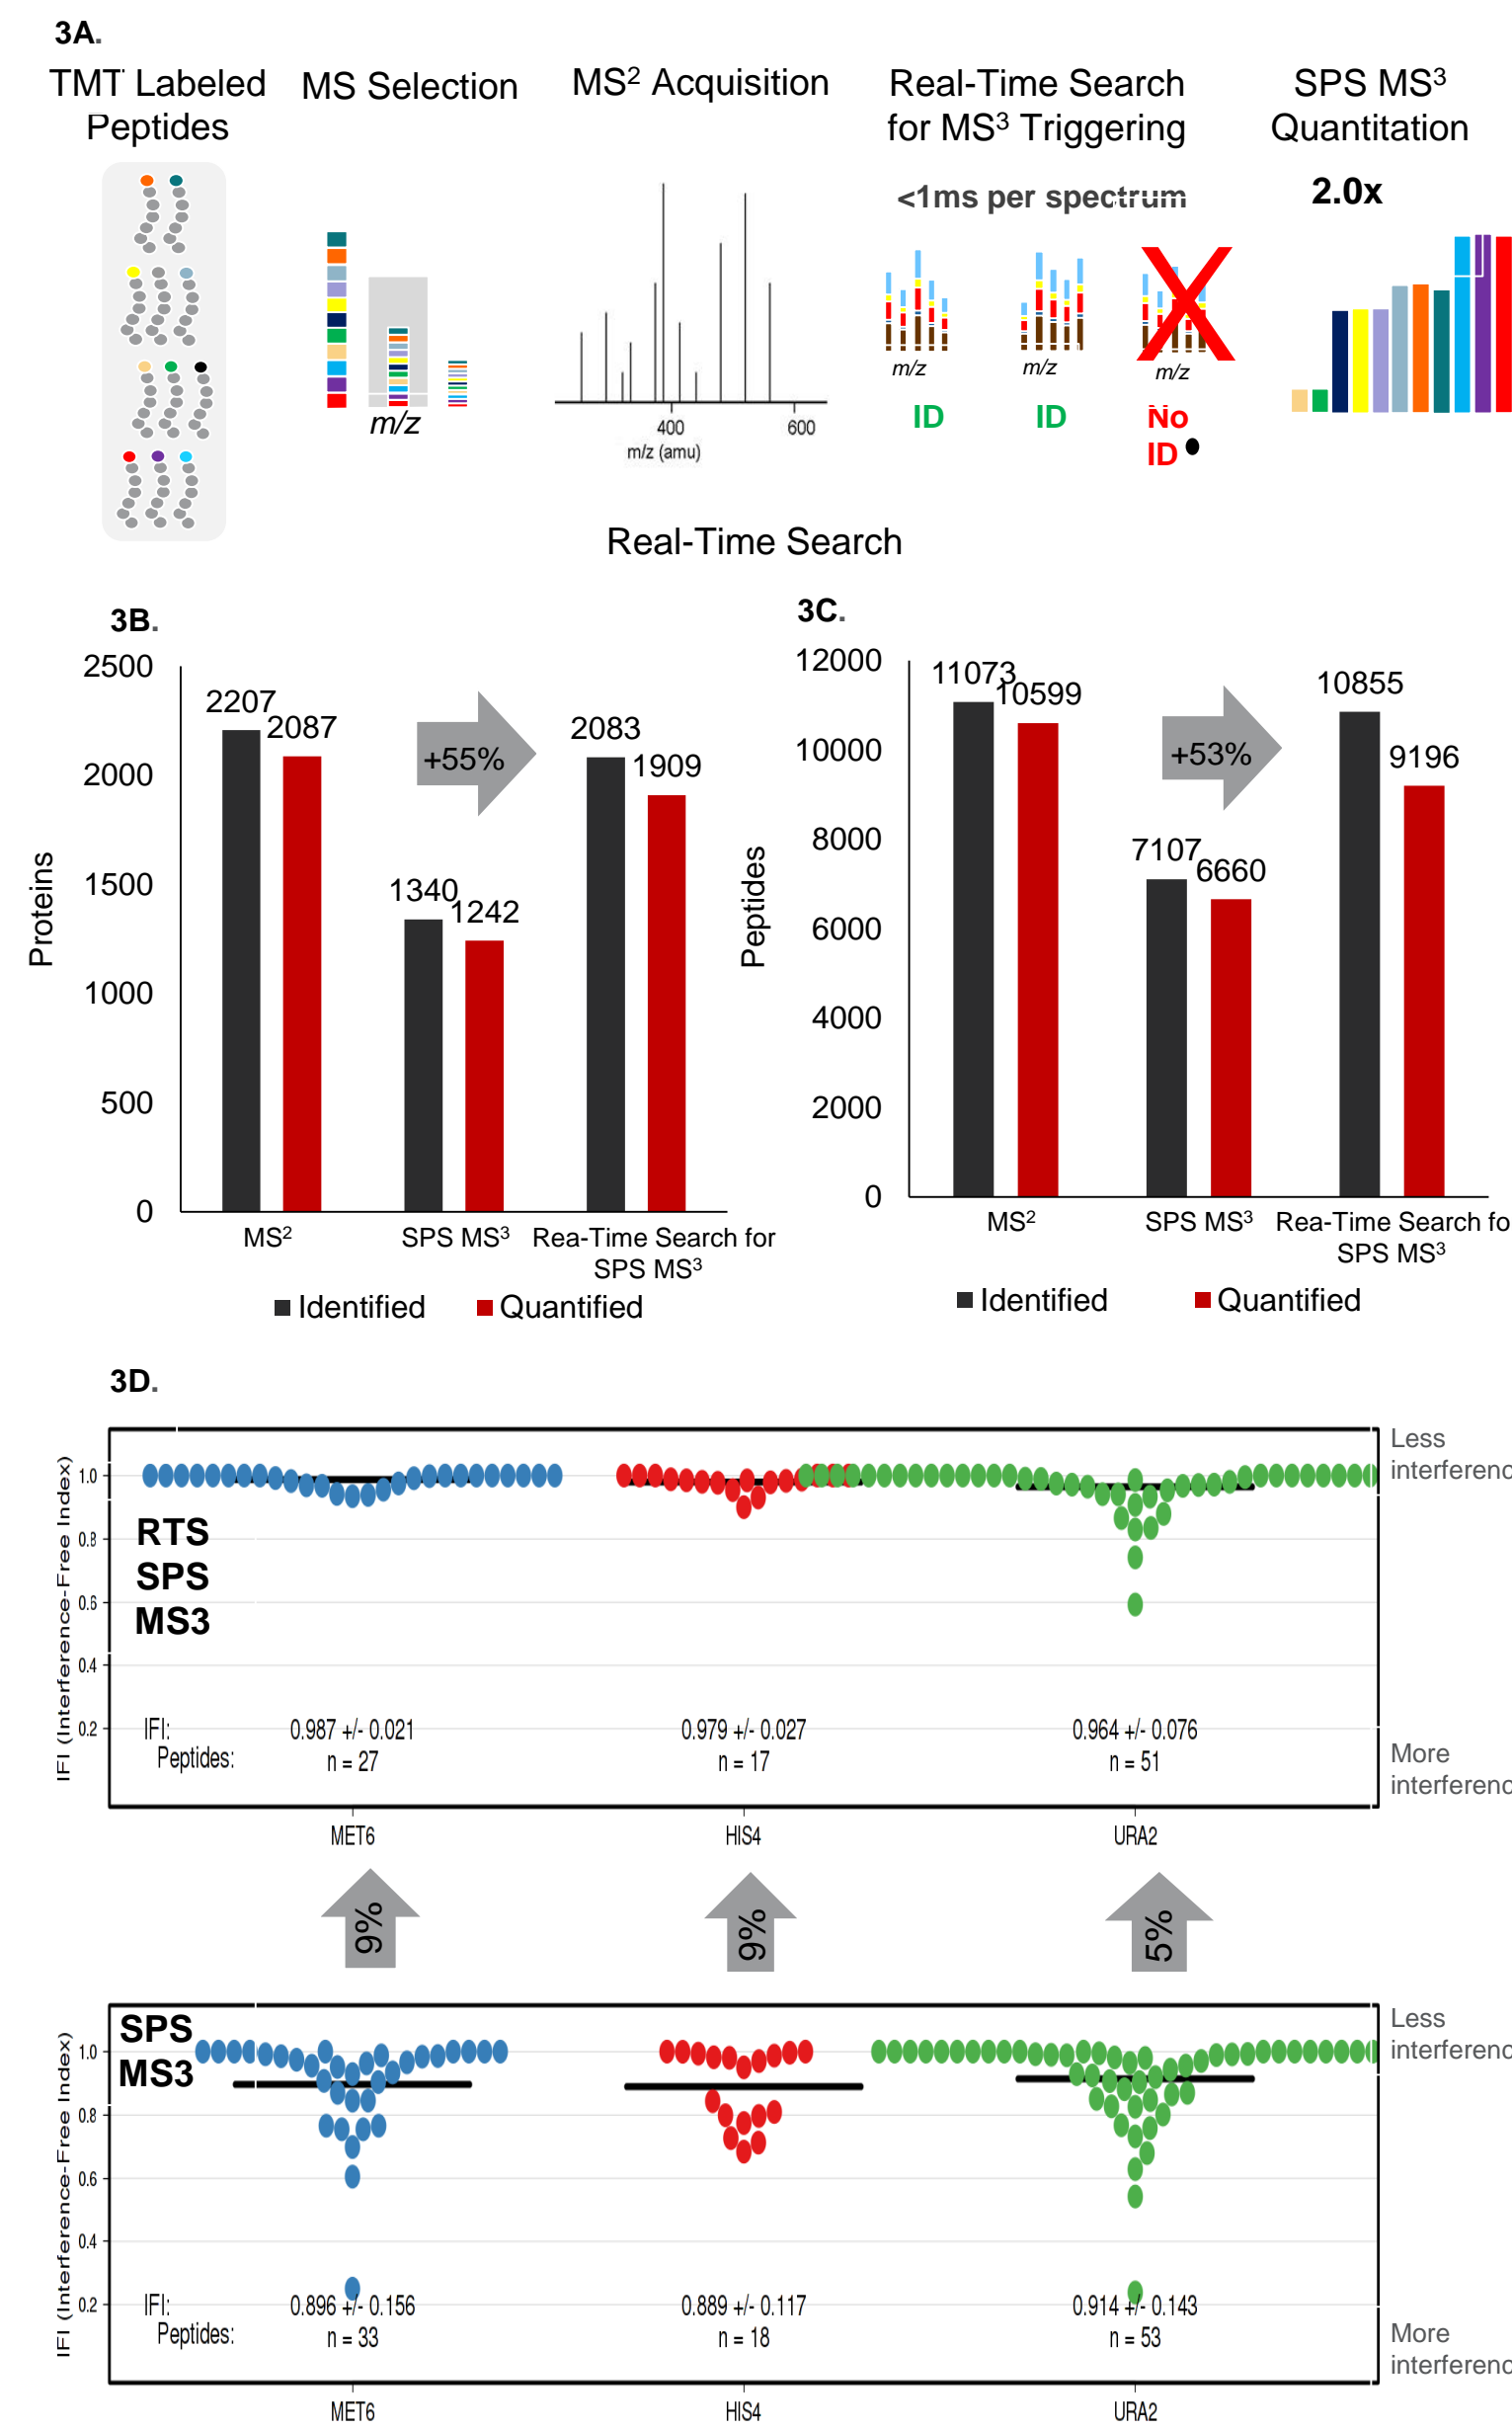 3A.
TMT Labeled
Peptides
MS Selection
MS² Acquisition
Real-Time Search
for MS³ Triggering
SPS MS³
Quantitation
<1ms per spectrum
2.0x
m/z
400
600
m/z (amu)
m/z
m/z
m/z
ID
ID
No
ID
Real-Time Search
3B.
2500
2000
1500
1000
500
0
Proteins
2207
2087
1340
1242
2083
1909
+55%
MS²
SPS MS³
Rea-Time Search for
SPS MS³
Identified
Quantified
3C.
12000
10000
8000
6000
4000
2000
0
Peptides
11073
10599
7107
6660
10855
9196
+53%
MS²
SPS MS³
Rea-Time Search fo
SPS MS³
Identified
Quantified
3D.
IFI (Interference-Free Index)
1.0
0.8
0.6
0.4
0.2
RTS
SPS
MS3
Less
interferenc
More
interferenc
IFI: 0.987 +/- 0.021 0.979 +/- 0.027 0.964 +/- 0.076
Peptides: n = 27 n = 17 n = 51
MET6 HIS4 URA2
9% 9% 5%
IFI (Interference-Free Index)
1.0
0.8
0.6
0.4
0.2
SPS
MS3
Less
interferenc
More
interferenc
IFI: 0.896 +/- 0.156 0.889 +/- 0.117 0.914 +/- 0.143
Peptides: n = 33 n = 18 n = 53
MET6 HIS4 URA2